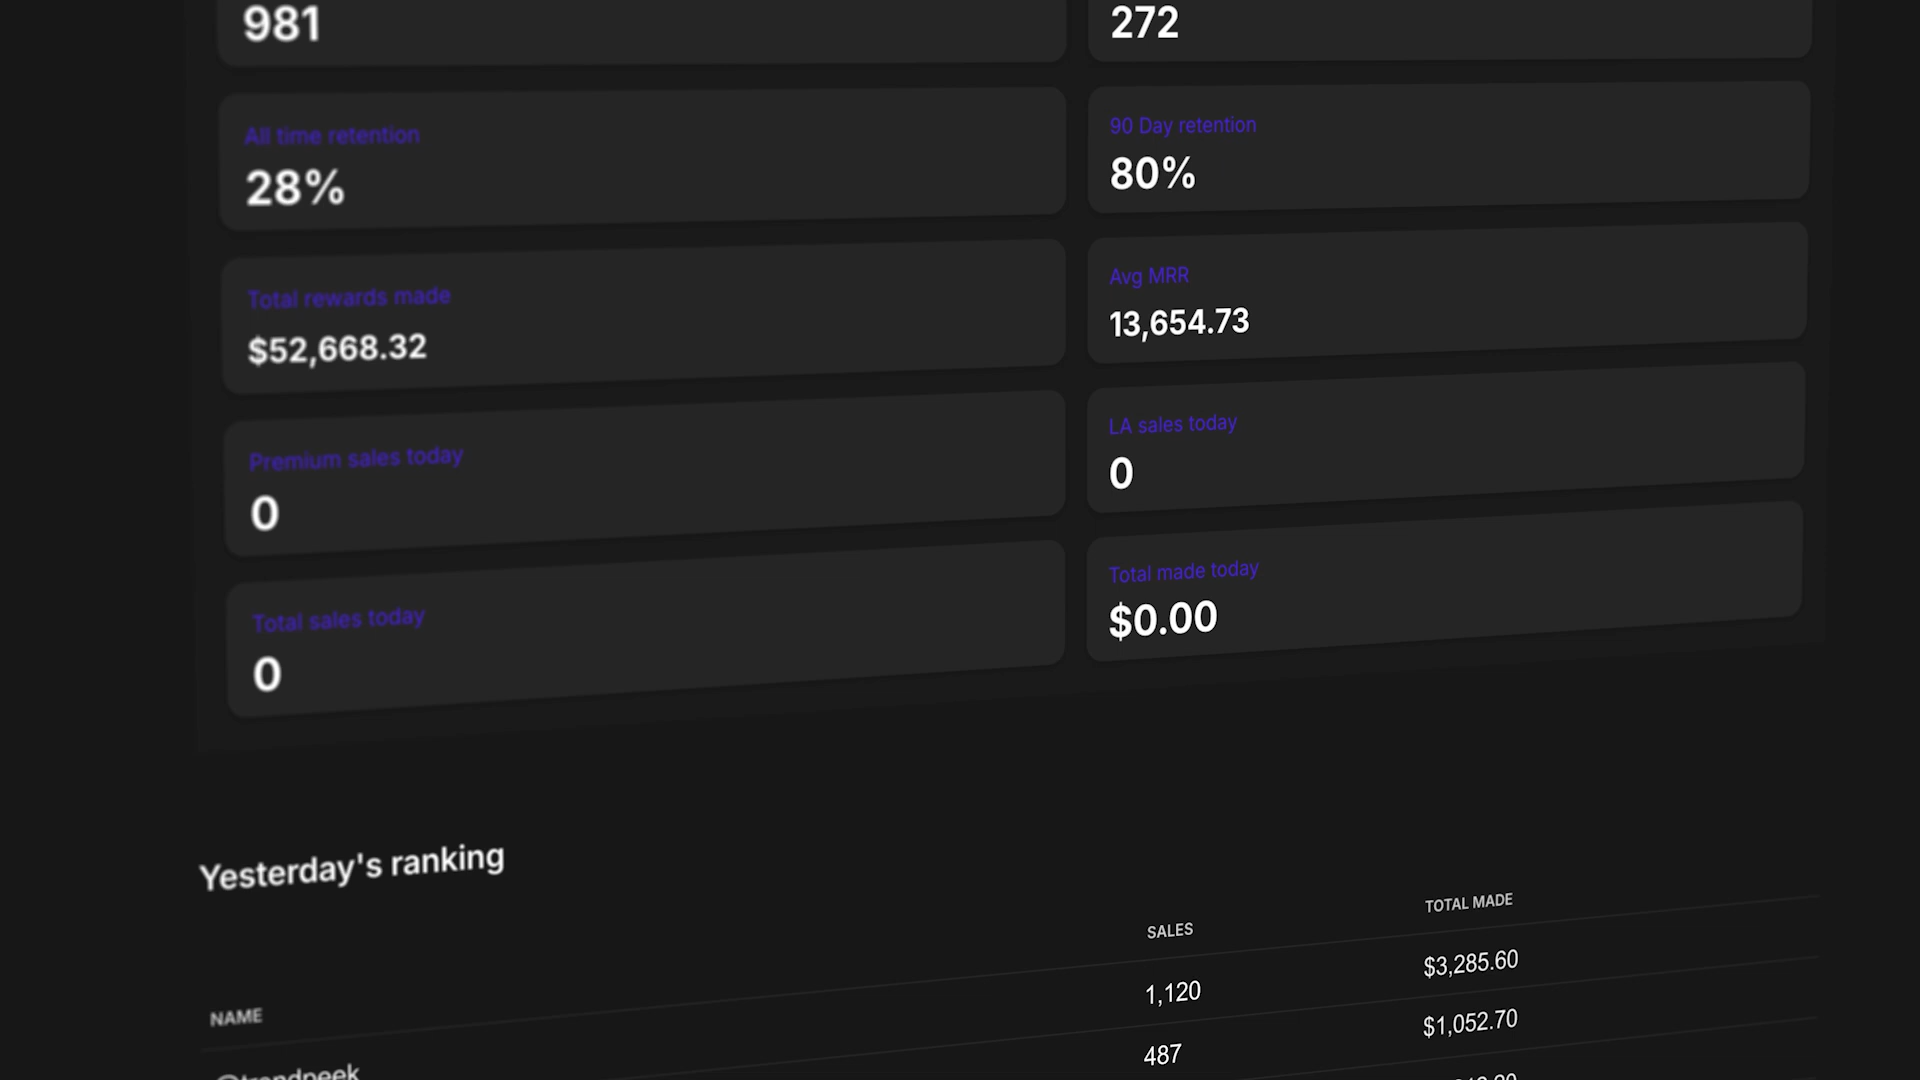 981
272
All time retention
28%
90 Day retention
80%
Total rewards made
$52,668.32
Avg MRR
13,654.73
Premium sales today
0
LA sales today
0
Total sales today
0
Total made today
$0.00
Yesterday's ranking
NAME SALES TOTAL MADE
1,120 $3,285.60
487 $1,052.70